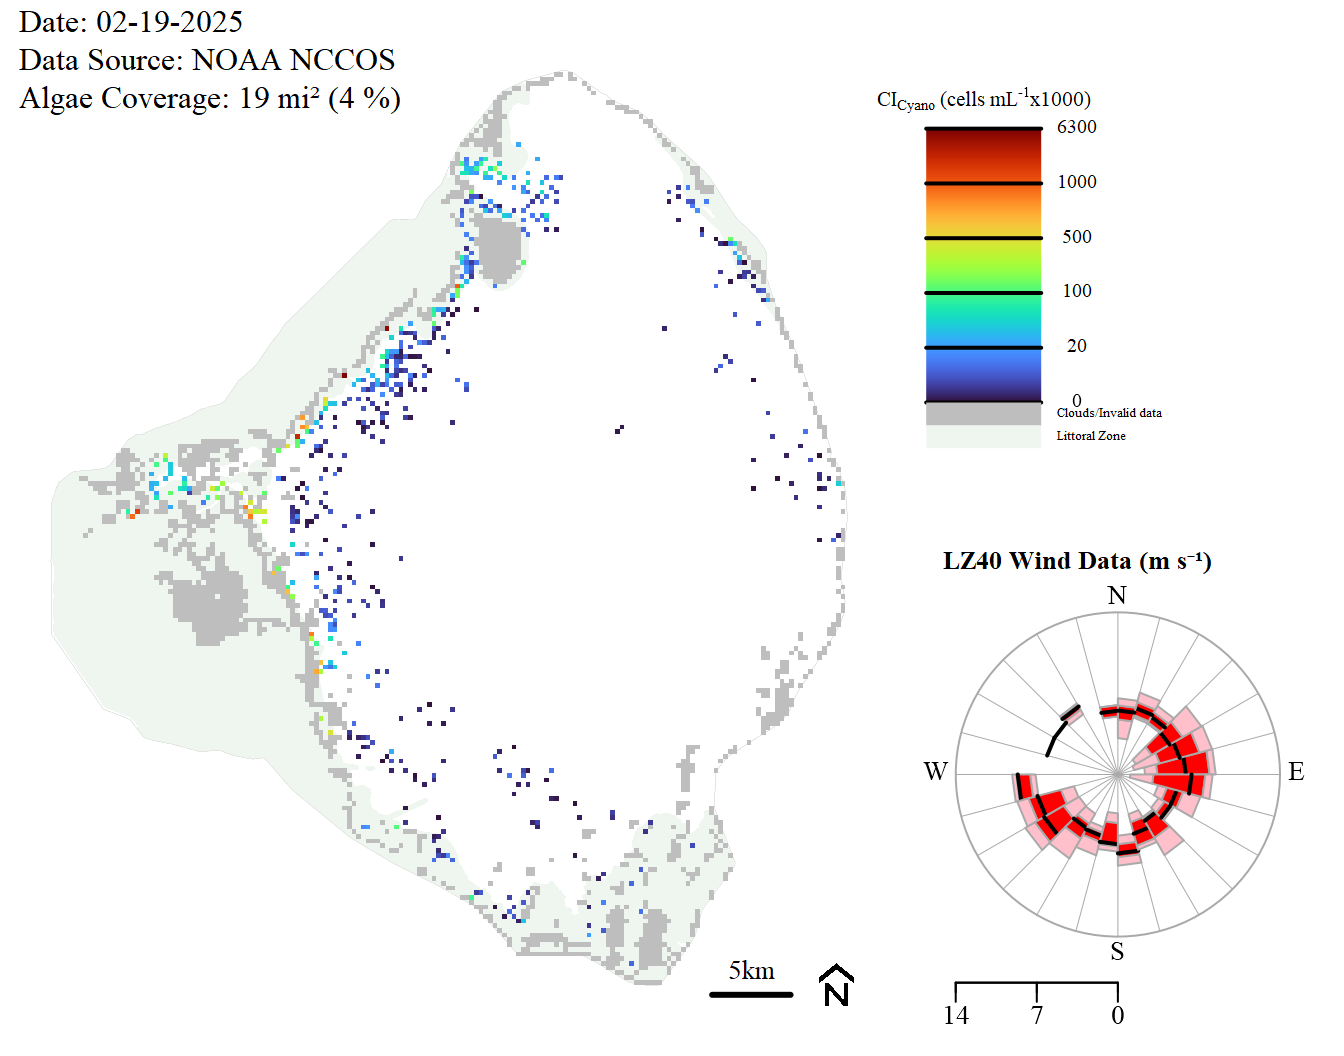 Date: 02-19-2025
Data Source: NOAA NCCOS
Algae Coverage: 19 mi² (4 %)
CI_Cyano (cells mL⁻¹x1000)
6300
1000
500
100
20
0
Clouds/Invalid data
Littoral Zone
LZ40 Wind Data (m s⁻¹)
N
W
E
S
5km
N
14 7 0